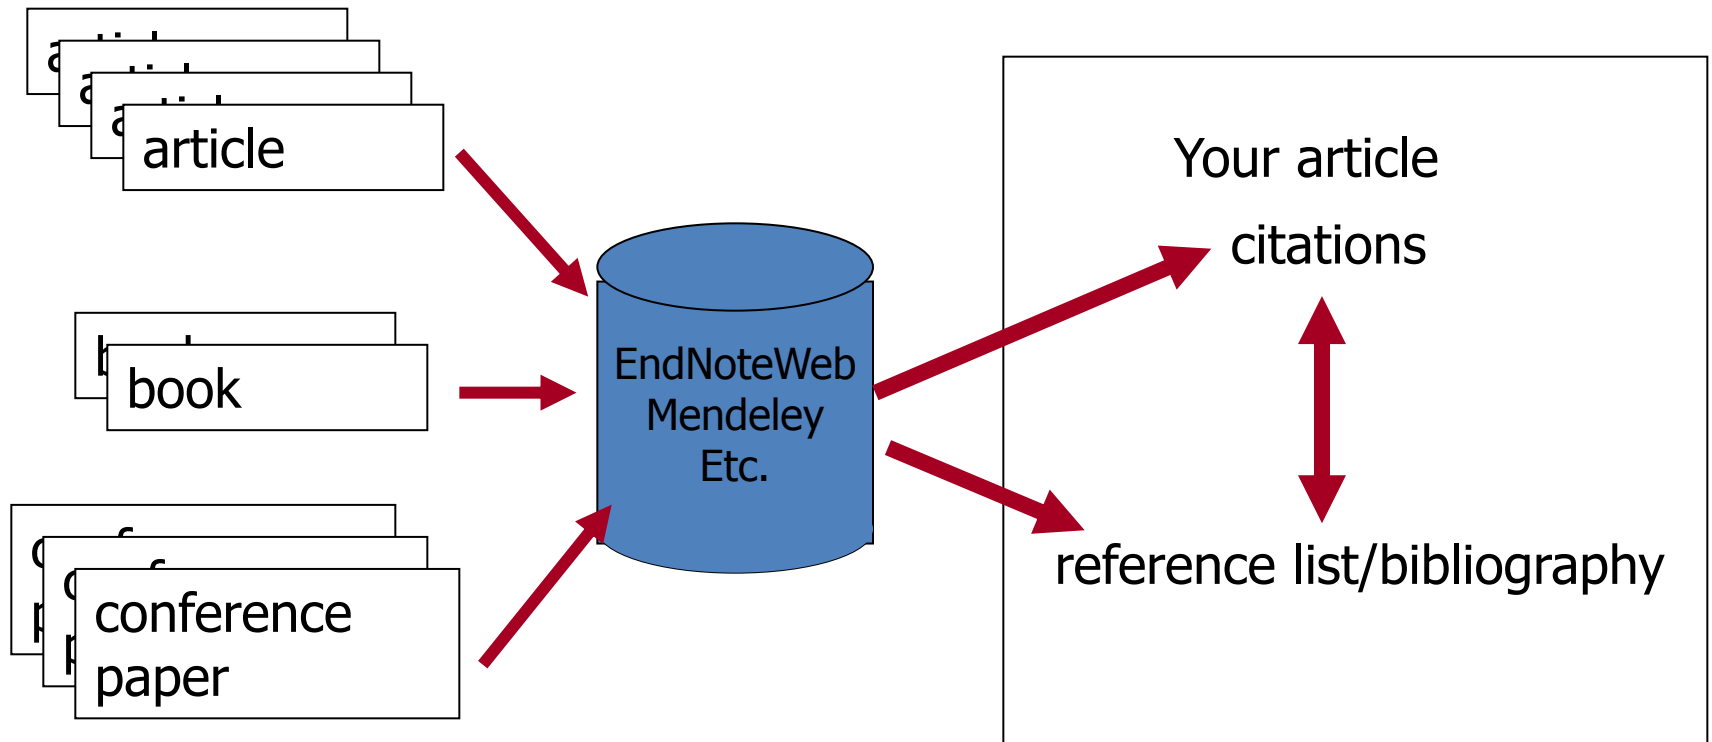 article
book
conference
paper
EndNoteWeb
Mendeley
Etc.
Your article
citations
reference list/bibliography